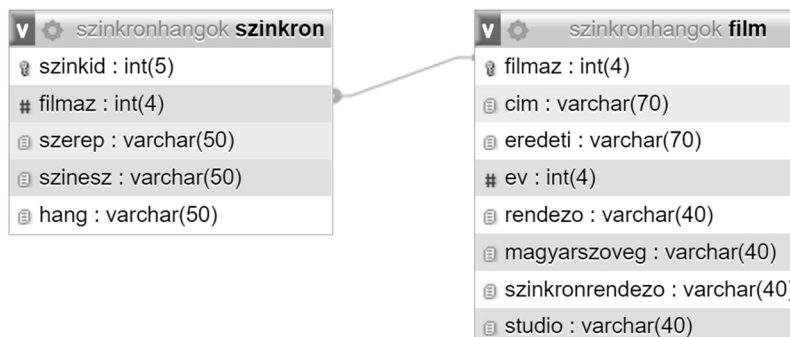 v szinkronhangok szinkron
szinkid : int(5)
# filmaz : int(4)
szerep : varchar(50)
szinesz : varchar(50)
hang : varchar(50)
v szinkronhangok film
filmaz : int(4)
cim : varchar(70)
eredeti : varchar(70)
# ev : int(4)
rendezo : varchar(40)
magyarszoveg : varchar(40)
szinkronrendezo : varchar(40)
studio : varchar(40)